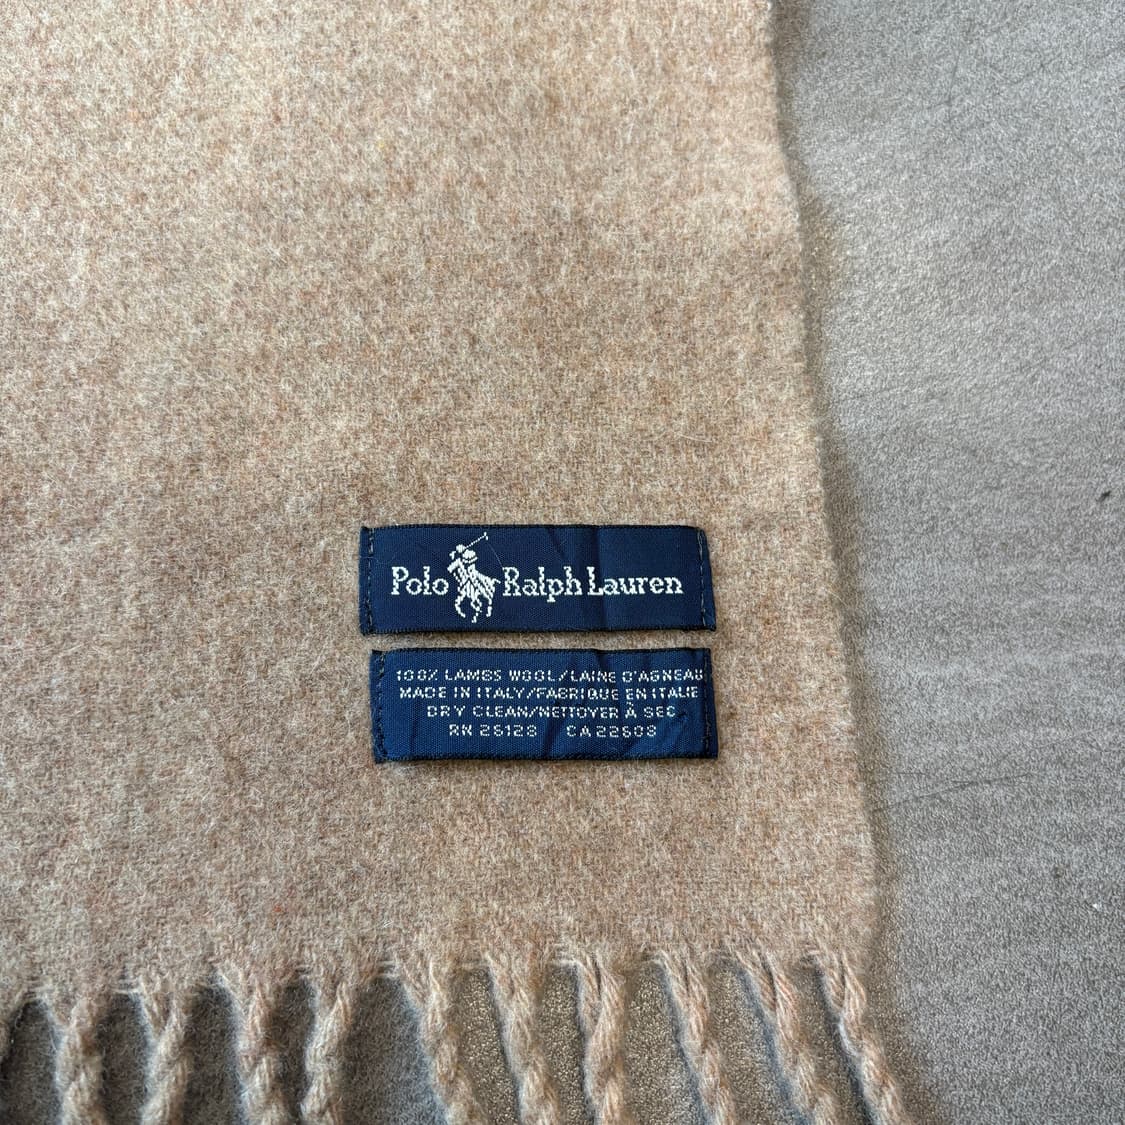 Polo Ralph Lauren
100% LAMBS WOOL/LAINE D'AGNEAU
MADE IN ITALY/FABRIQUE EN ITALIE
DRY CLEAN/NETTOYER À SEC
RN 26128 CA 22608